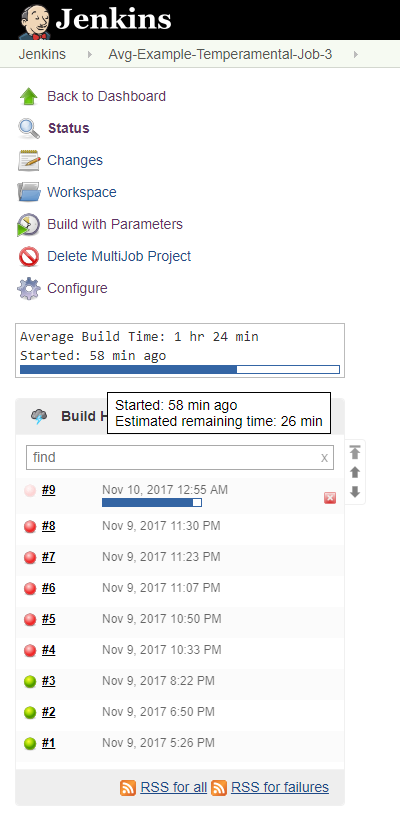 Jenkins
Jenkins Avg-Example-Temperamental-Job-3
Back to Dashboard
Status
Changes
Workspace
Build with Parameters
Delete MultiJob Project
Configure
Average Build Time: 1 hr 24 min
Started: 58 min ago
Started: 58 min ago
Estimated remaining time: 26 min
Build H
find x
#9 Nov 10, 2017 12:55 AM
#8 Nov 9, 2017 11:30 PM
#7 Nov 9, 2017 11:23 PM
#6 Nov 9, 2017 11:07 PM
#5 Nov 9, 2017 10:50 PM
#4 Nov 9, 2017 10:33 PM
#3 Nov 9, 2017 8:22 PM
#2 Nov 9, 2017 6:50 PM
#1 Nov 9, 2017 5:26 PM
RSS for all RSS for failures